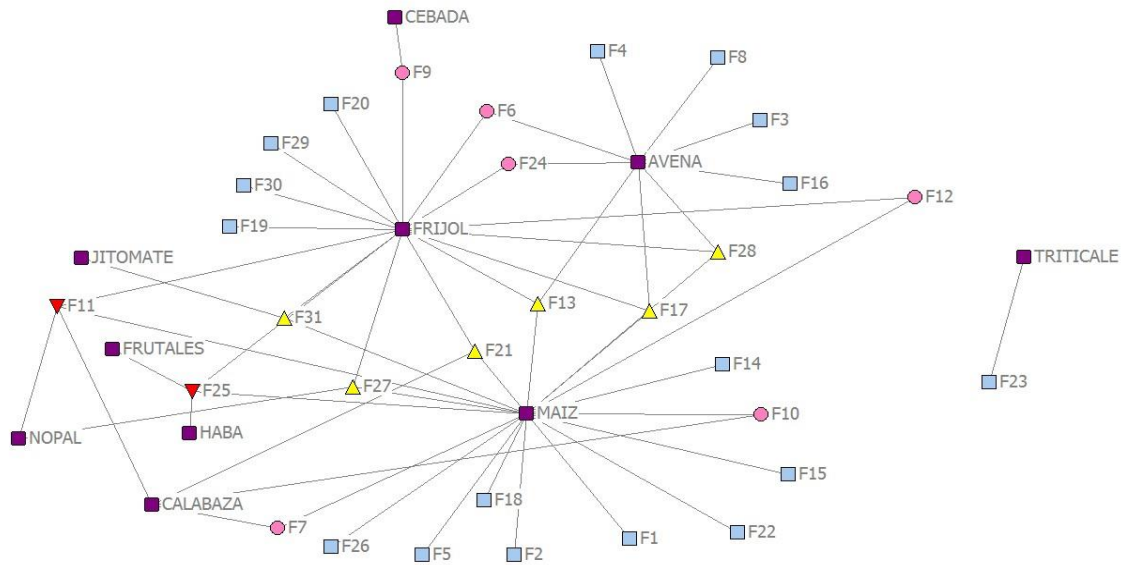 CEBADA
F4
F8
F9
F20
F6
F3
F29
F24
AVENA
F30
F16
F12
F19
FRIJOL
JITOMATE
F28
TRITICALE
F11
F13
F17
F31
FRUTALES
F21
F14
F25
F27
F23
MAIZ
F10
NOPAL
HABA
F15
CALABAZA
F18
F7
F26
F5
F2
F1
F22